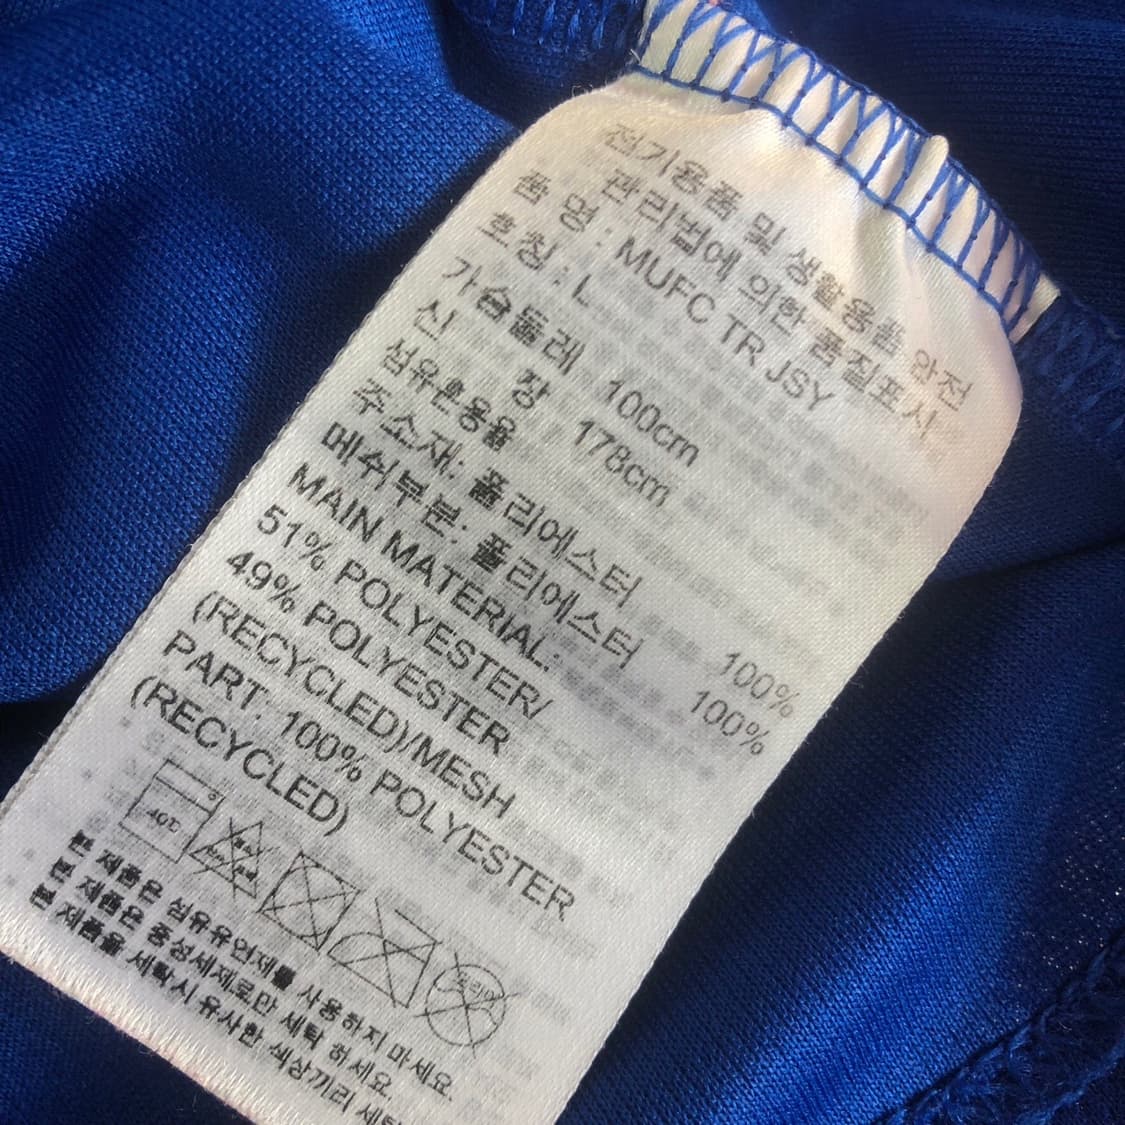 전기용품 및 생활용품 안전
관리법에 의한 품질표시
품 명 : MUFC TR JSY
호칭 : L
가슴둘레 100cm
신 장 178cm
섬유혼용율
주소재: 폴리에스터 100%
메쉬부분: 폴리에스터 100%
MAIN MATERIAL:
51% POLYESTER/
49% POLYESTER
(RECYCLED)/MESH
PART: 100% POLYESTER
(RECYCLED)
40℃
드라이
본 제품은 섬유유연제를 사용하지 마세요.
본 제품은 중성세제로만 세탁 하세요.
본 제품을 세탁시 유사한 색상끼리